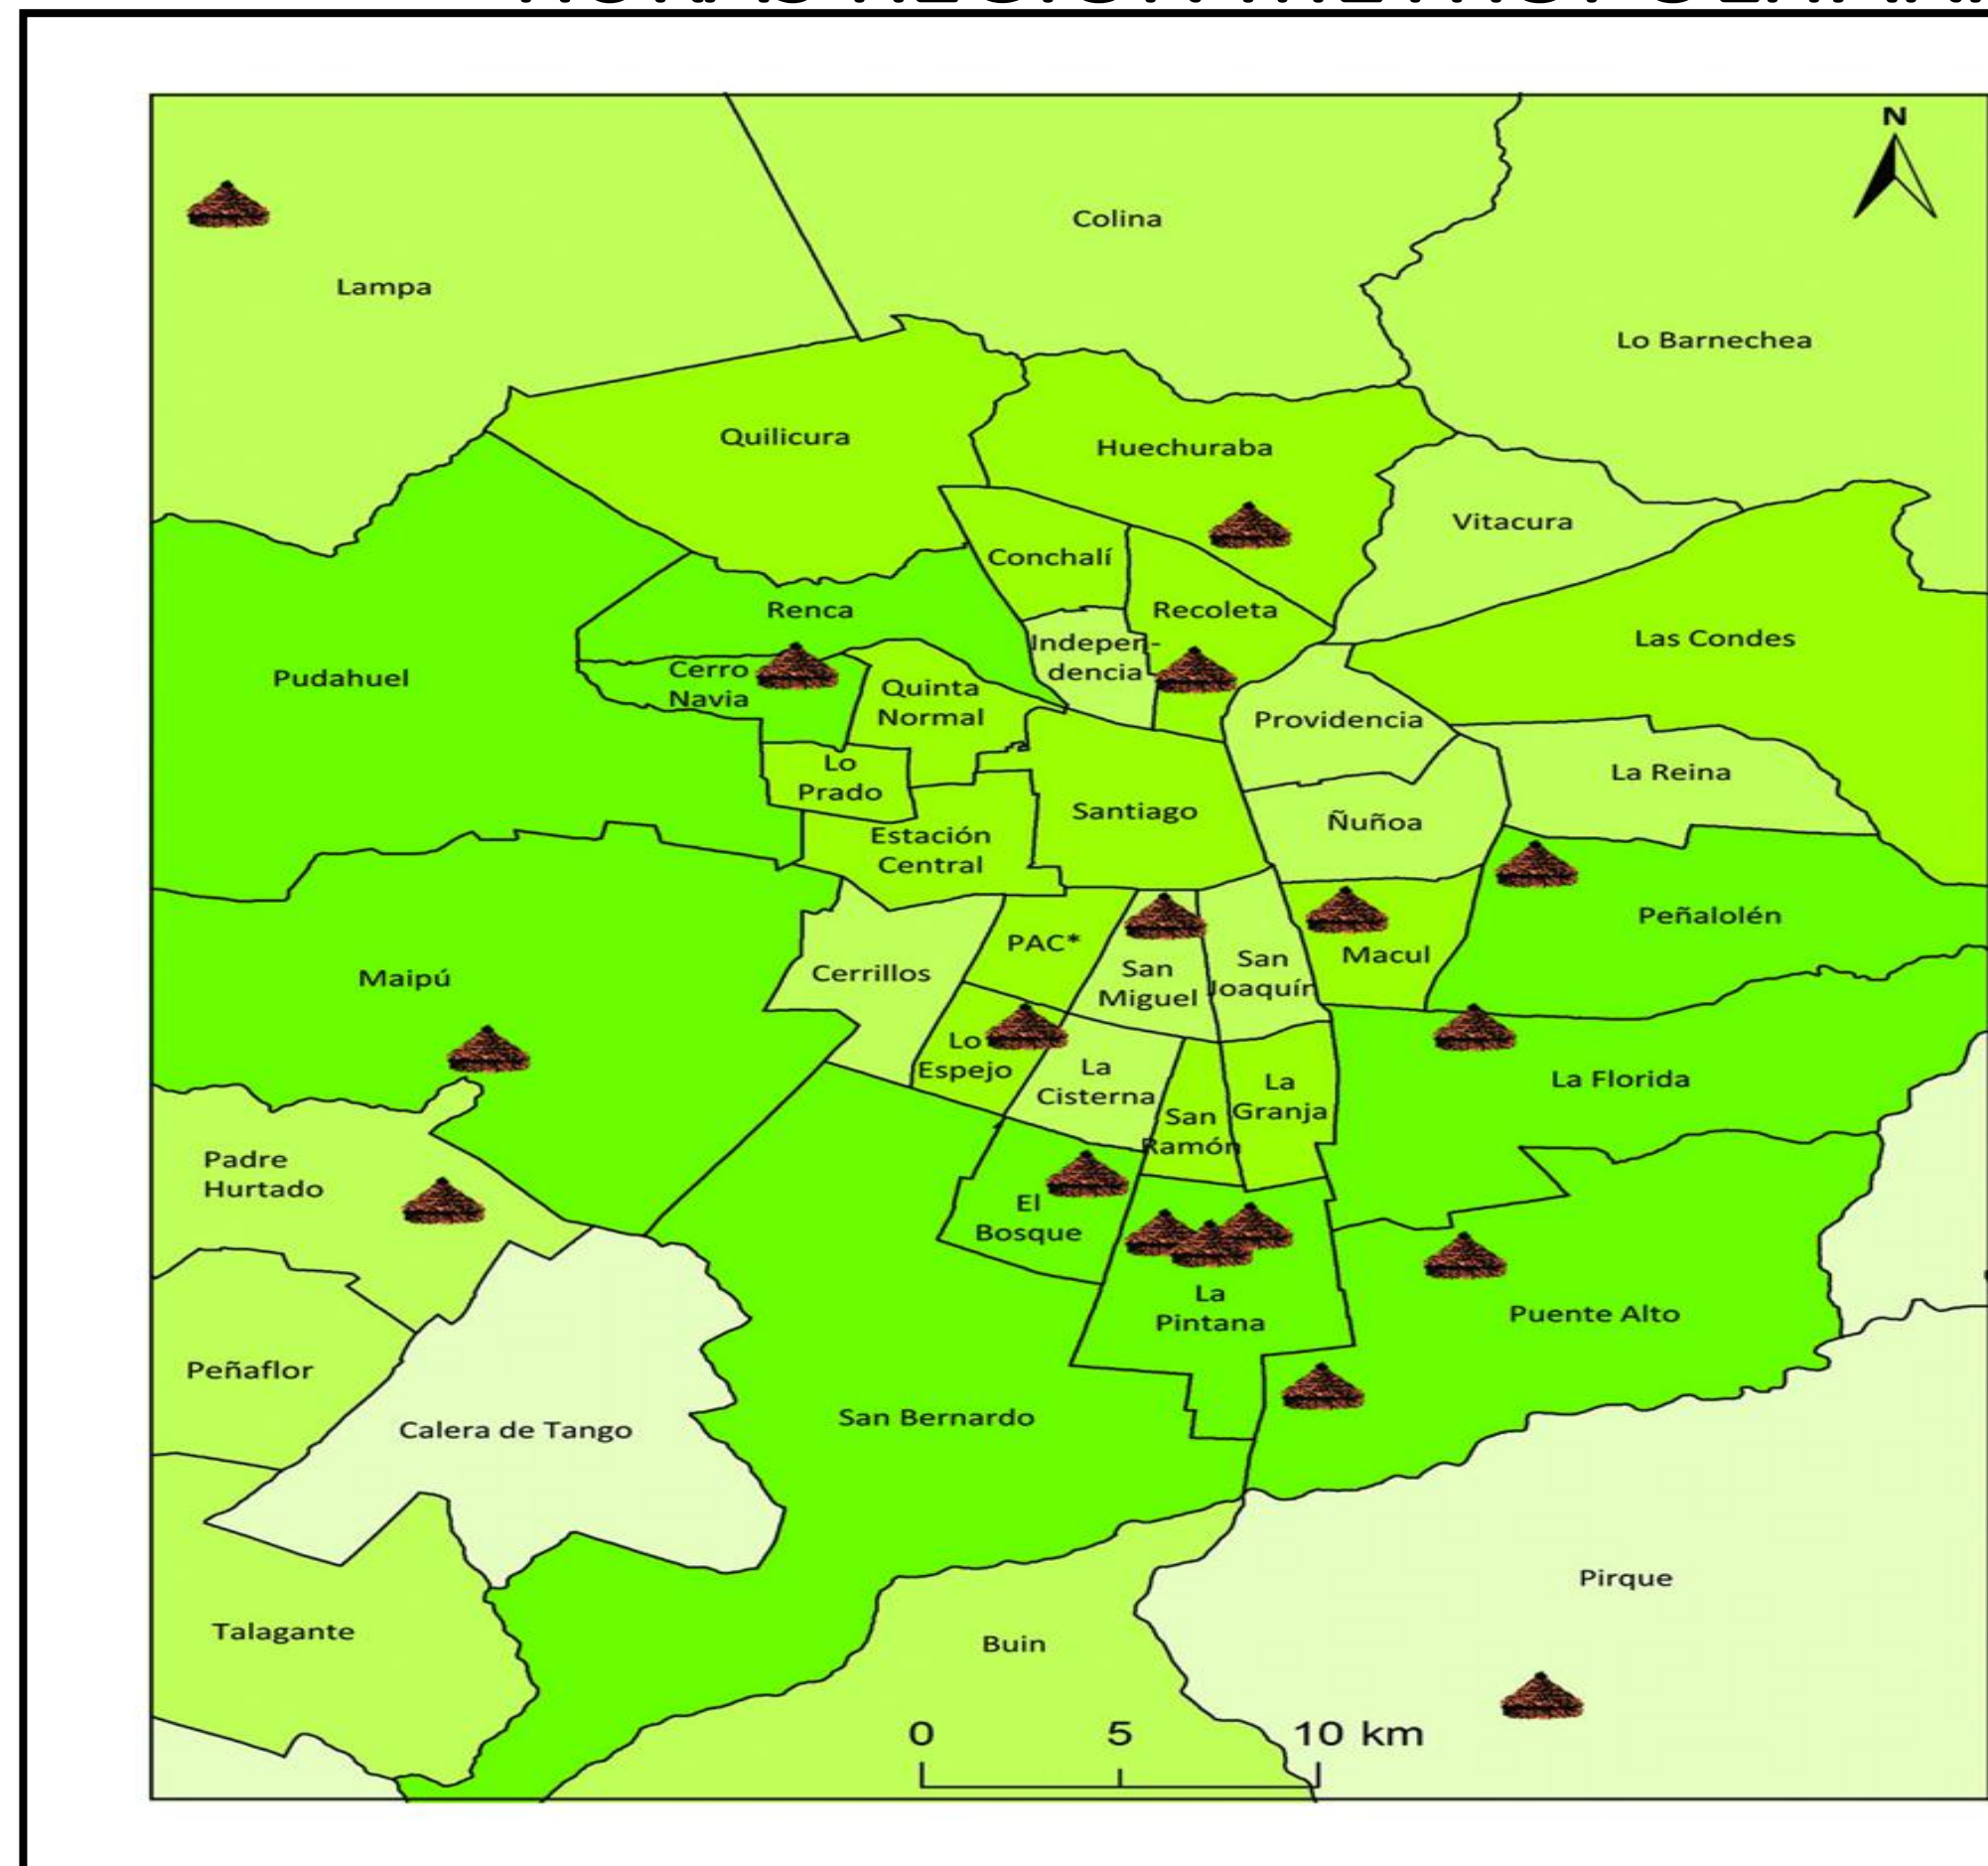 N
Colina
Lampa
Lo Barnechea
Quilicura
Huechuraba
Vitacura
Conchalí
Renca
Recoleta
Las Condes
Indepen-
dencia
Pudahuel
Cerro
Navia
Quinta
Normal
Providencia
Lo
Prado
La Reina
Santiago
Ñuñoa
Estación
Central
Peñalolén
PAC*
Macul
Maipú
Cerrillos
San
Miguel
San
Joaquín
Lo
Espejo
La
Cisterna
La
Granja
La Florida
San
Ramón
Padre
Hurtado
El
Bosque
La
Pintana
Puente Alto
Peñaflor
Calera de Tango
San Bernardo
Pirque
Talagante
Buin
0 5 10 km